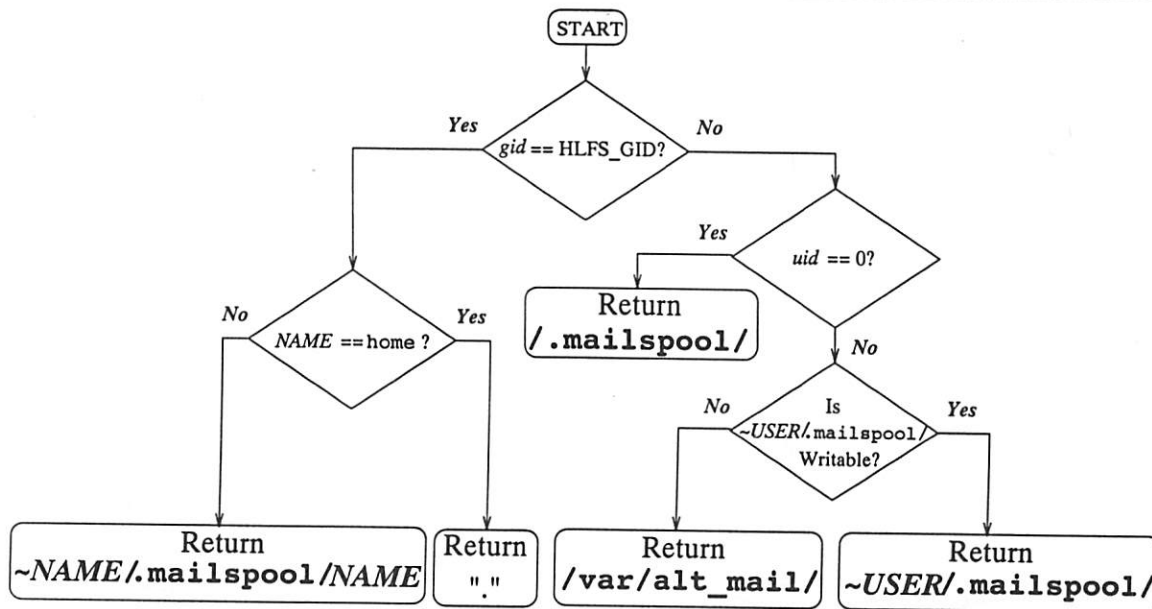 START
Yes
No
gid == HLFS_GID?
Yes
uid == 0?
No
NAME == home ?
Yes
Return
/.mailspool/
No
No
Is
~USER/.mailspool/
Writable?
Yes
Return
~NAME/.mailspool/NAME
Return
"."
Return
/var/alt_mail/
Return
~USER/.mailspool/